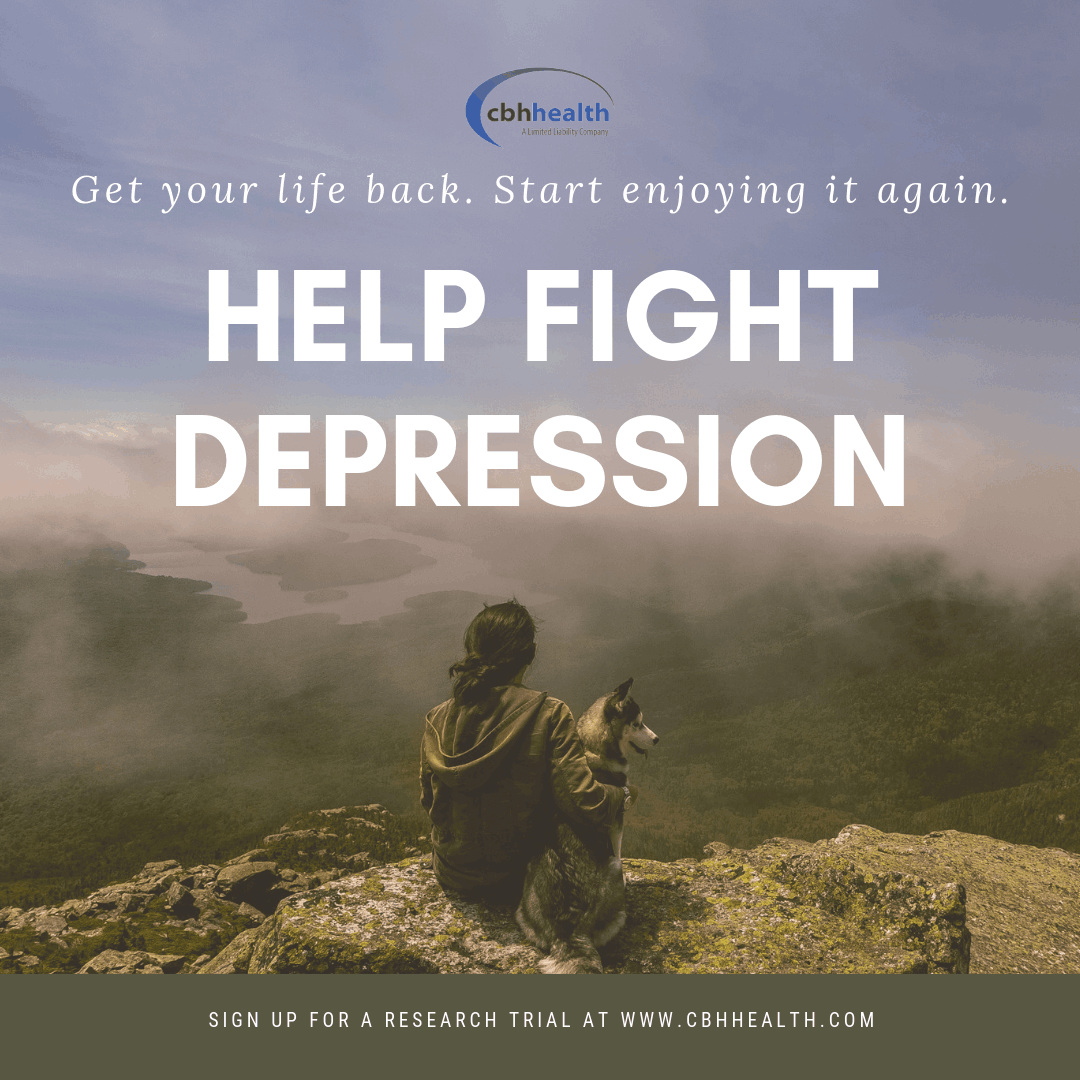 cbhhealth
A Limited Liability Company
Get your life back. Start enjoying it again.
HELP FIGHT
DEPRESSION
SIGN UP FOR A RESEARCH TRIAL AT WWW.CBHHEALTH.COM